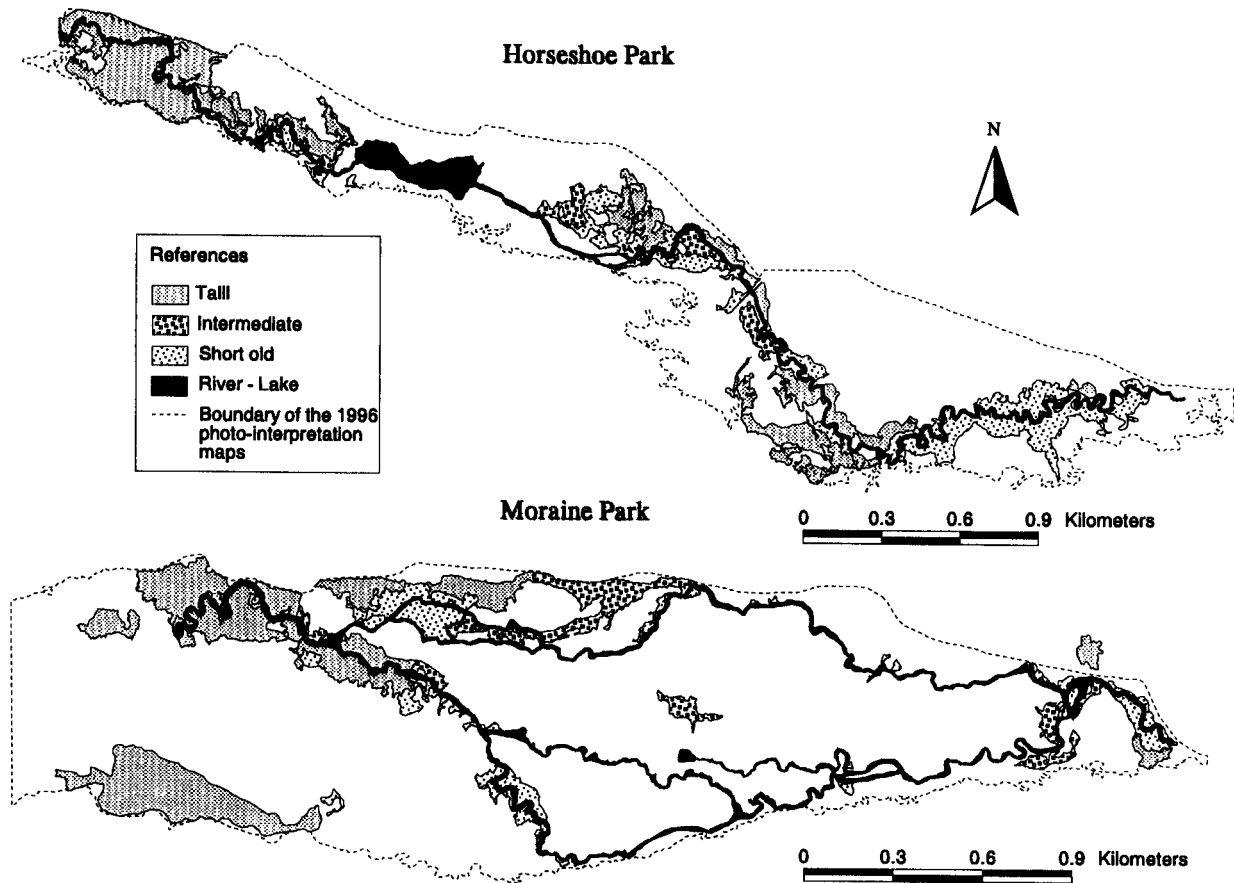 Horseshoe Park
N
References
Talll
Intermediate
Short old
River - Lake
Boundary of the 1996
photo-interpretation
maps
0 0.3 0.6 0.9 Kilometers
Moraine Park
0 0.3 0.6 0.9 Kilometers